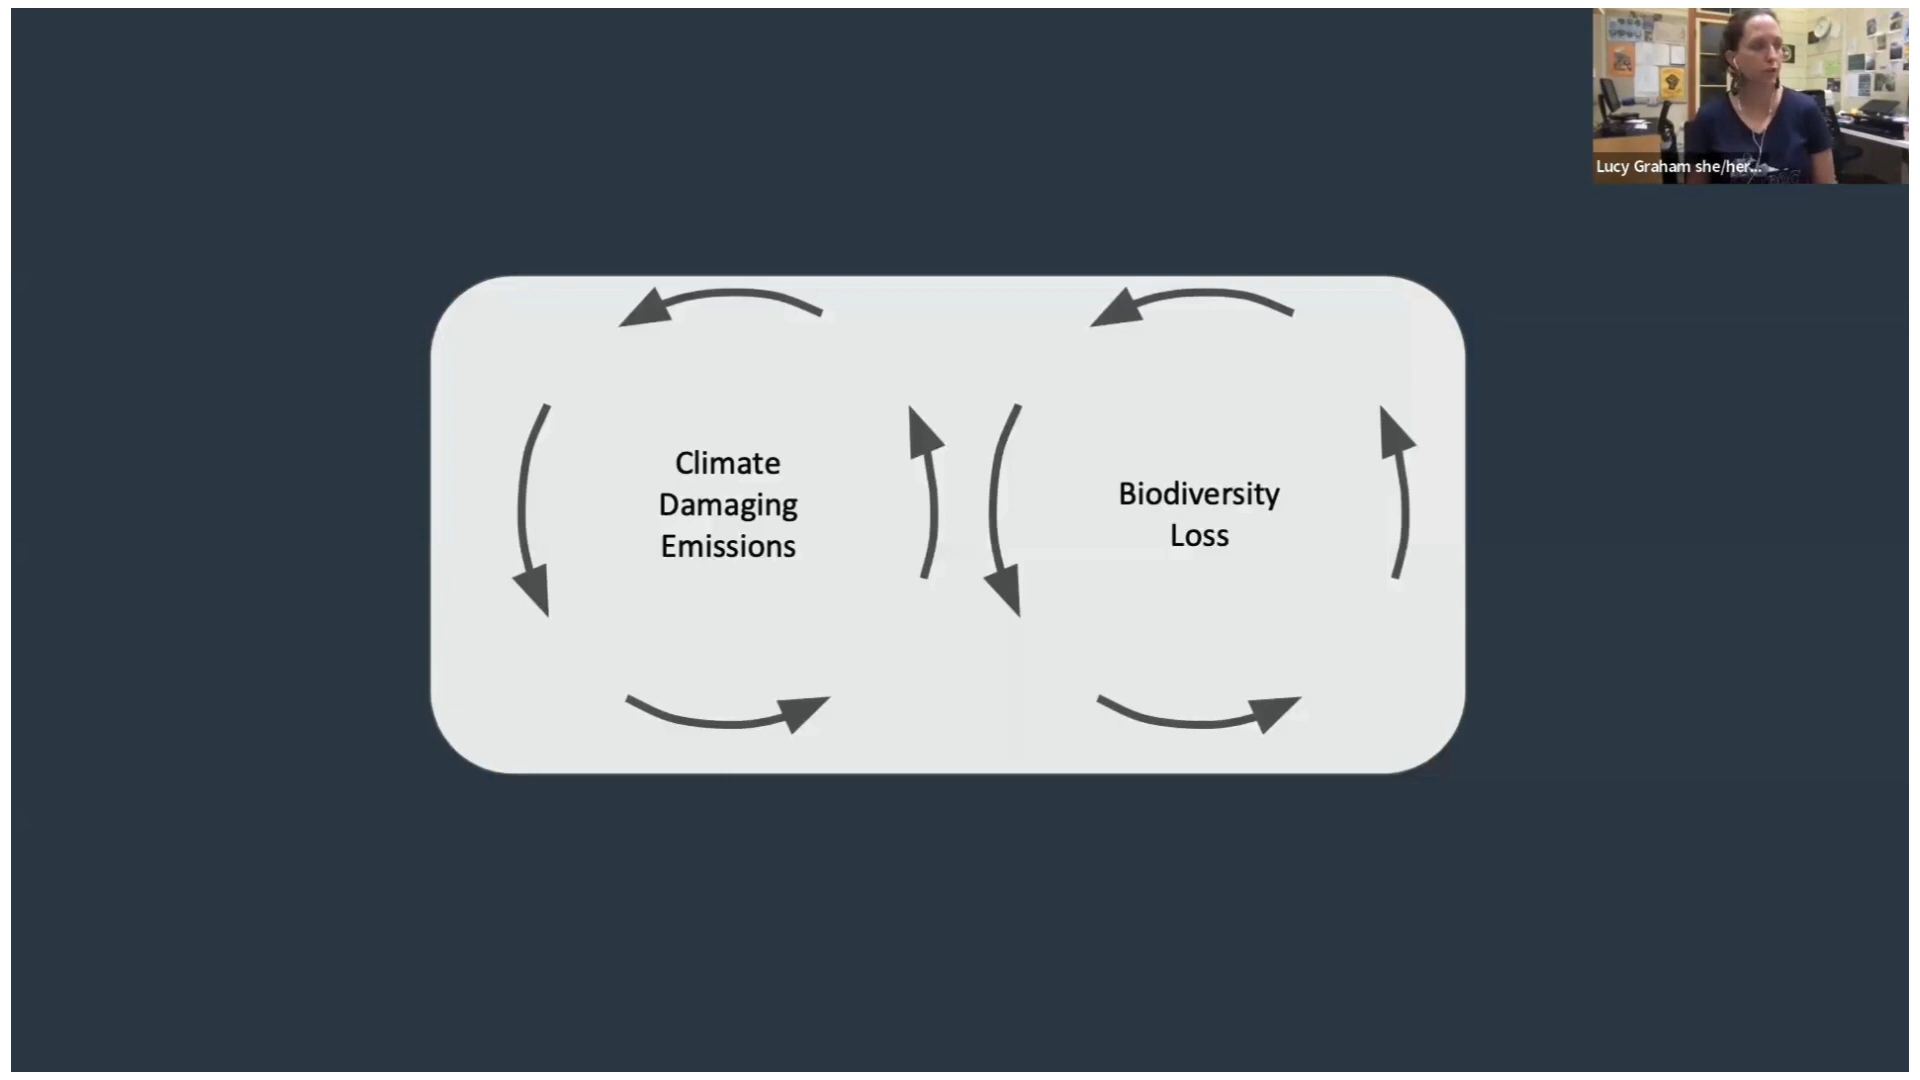 Lucy Graham she/her...
Climate
Damaging
Emissions
Biodiversity
Loss